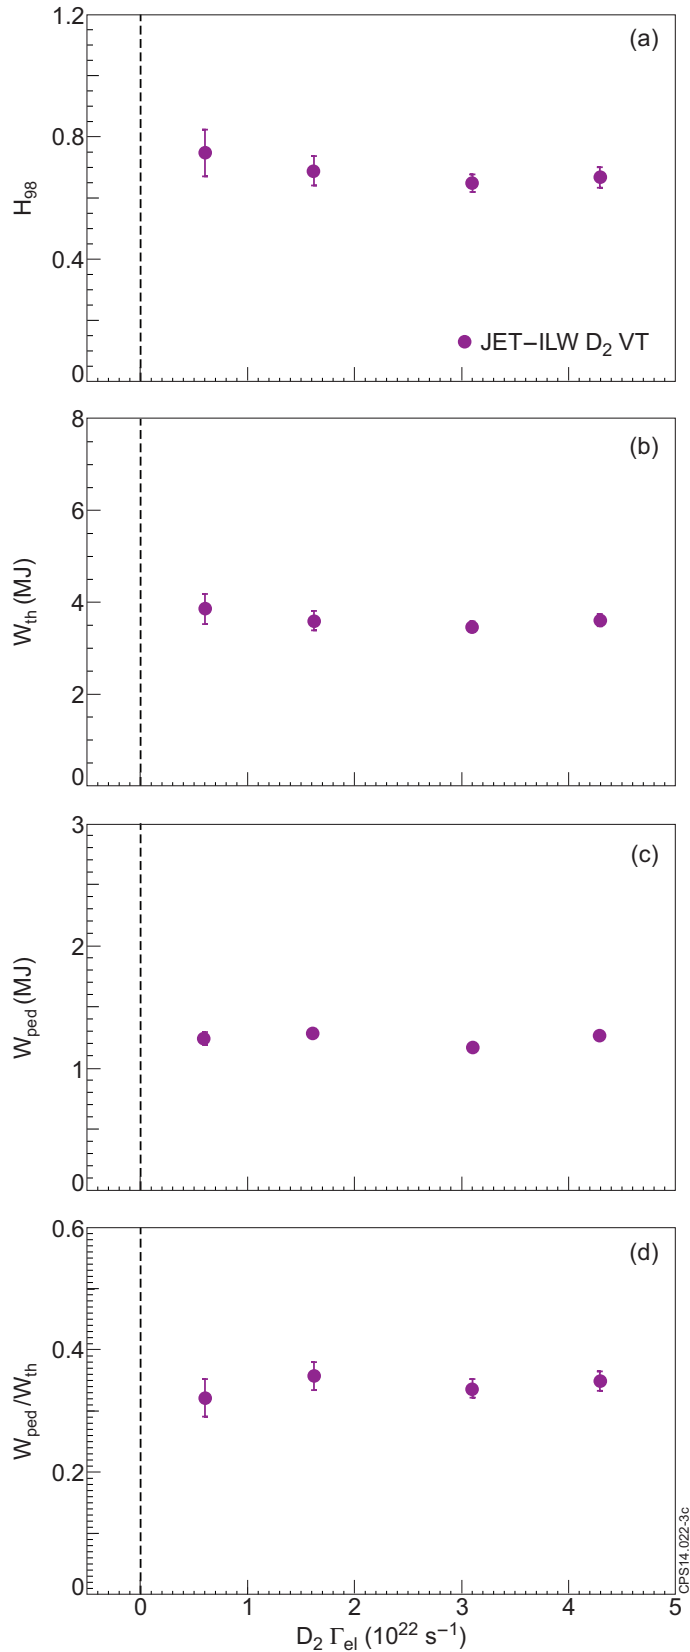 1.2
(a)
0.8
H98
0.4
JET–ILW D2 VT
0
8
(b)
6
Wth (MJ)
4
2
0
3
(c)
2
Wped (MJ)
1
0
0.6
(d)
0.4
Wped/Wth
0.2
0
0 1 2 3 4 5
D2 Γel (10²² s⁻¹)
CPS14.022-3c